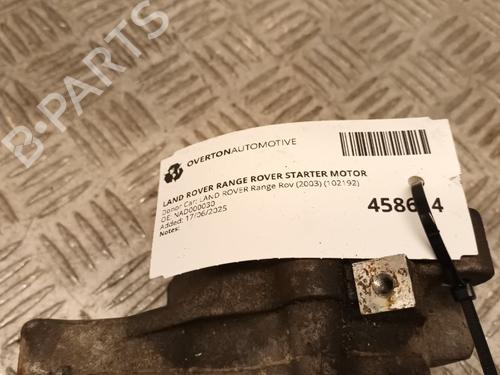 B-PARTS
OVERTONAUTOMOTIVE
LAND ROVER RANGE ROVER STARTER MOTOR
Donor Car: LAND ROVER Range Rov (2003) (102192)
OE: NAD000030
Added: 17/06/2025
Notes: